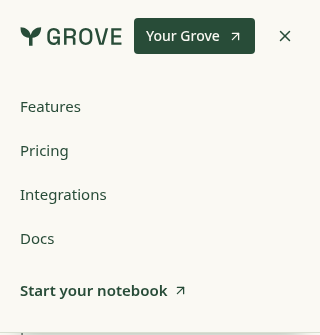 GROVE
Your Grove
Features
Pricing
Integrations
Docs
Start your notebook